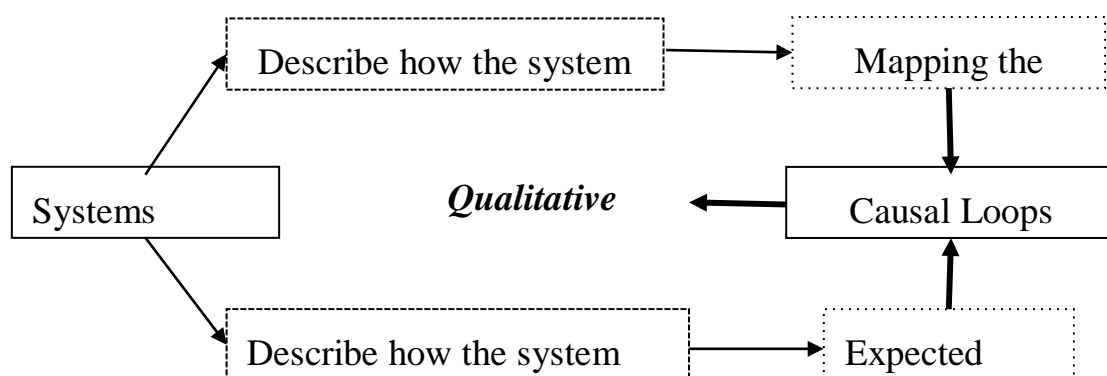 Describe how the system
Mapping the
Systems
Qualitative
Causal Loops
Describe how the system
Expected